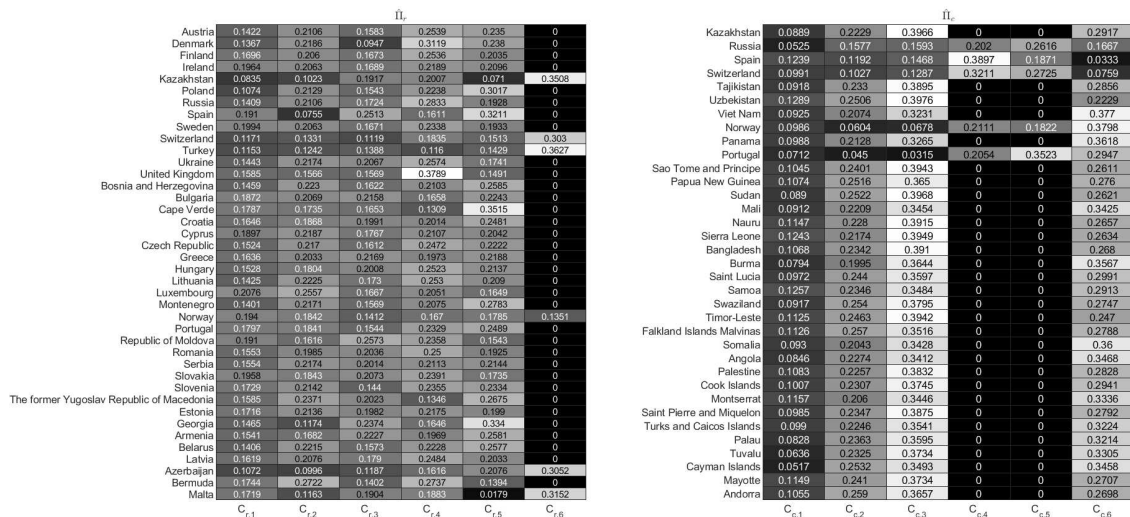 Π̂_r
Austria 0.1422 0.2106 0.1583 0.2539 0.235 0
Denmark 0.1367 0.2186 0.0947 0.3119 0.238 0
Finland 0.1696 0.206 0.1673 0.2536 0.2035 0
Ireland 0.1964 0.2063 0.1689 0.2189 0.2096 0
Kazakhstan 0.0835 0.1023 0.1917 0.2007 0.071 0.3508
Poland 0.1074 0.2129 0.1543 0.2238 0.3017 0
Russia 0.1409 0.2106 0.1724 0.2833 0.1928 0
Spain 0.191 0.0755 0.2513 0.1611 0.3211 0
Sweden 0.1994 0.2063 0.1671 0.2338 0.1933 0
Switzerland 0.1171 0.1331 0.1119 0.1835 0.1513 0.303
Turkey 0.1153 0.1242 0.1388 0.116 0.1429 0.3627
Ukraine 0.1443 0.2174 0.2067 0.2574 0.1741 0
United Kingdom 0.1585 0.1566 0.1569 0.3789 0.1491 0
Bosnia and Herzegovina 0.1459 0.223 0.1622 0.2103 0.2585 0
Bulgaria 0.1872 0.2069 0.2158 0.1658 0.2243 0
Cape Verde 0.1787 0.1735 0.1653 0.1309 0.3515 0
Croatia 0.1646 0.1868 0.1991 0.2014 0.2481 0
Cyprus 0.1897 0.2187 0.1767 0.2107 0.2042 0
Czech Republic 0.1524 0.217 0.1612 0.2472 0.2222 0
Greece 0.1636 0.2033 0.2169 0.1973 0.2188 0
Hungary 0.1528 0.1804 0.2008 0.2523 0.2137 0
Lithuania 0.1425 0.2225 0.173 0.253 0.209 0
Luxembourg 0.2076 0.2557 0.1667 0.2051 0.1649 0
Montenegro 0.1401 0.2171 0.1569 0.2075 0.2783 0
Norway 0.194 0.1842 0.1412 0.167 0.1785 0.1351
Portugal 0.1797 0.1841 0.1544 0.2329 0.2489 0
Republic of Moldova 0.191 0.1616 0.2573 0.2358 0.1543 0
Romania 0.1553 0.1985 0.2036 0.25 0.1925 0
Serbia 0.1554 0.2174 0.2014 0.2113 0.2144 0
Slovakia 0.1958 0.1843 0.2073 0.2391 0.1735 0
Slovenia 0.1729 0.2142 0.144 0.2355 0.2334 0
The former Yugoslav Republic of Macedonia 0.1585 0.2371 0.2023 0.1346 0.2675 0
Estonia 0.1716 0.2136 0.1982 0.2175 0.199 0
Georgia 0.1465 0.1174 0.2374 0.1646 0.334 0
Armenia 0.1541 0.1682 0.2227 0.1969 0.2581 0
Belarus 0.1406 0.2215 0.1573 0.2228 0.2577 0
Latvia 0.1619 0.2076 0.179 0.2484 0.2033 0
Azerbaijan 0.1072 0.0996 0.1187 0.1616 0.2076 0.3052
Bermuda 0.1744 0.2722 0.1402 0.2737 0.1394 0
Malta 0.1719 0.1163 0.1904 0.1883 0.0179 0.3152
C_r,1 C_r,2 C_r,3 C_r,4 C_r,5 C_r,6
Π̂_c
Kazakhstan 0.0889 0.2229 0.3966 0 0 0.2917
Russia 0.0525 0.1577 0.1593 0.202 0.2616 0.1667
Spain 0.1239 0.1192 0.1468 0.3897 0.1871 0.0333
Switzerland 0.0991 0.1027 0.1287 0.3211 0.2725 0.0759
Tajikistan 0.0918 0.233 0.3895 0 0 0.2856
Uzbekistan 0.1289 0.2506 0.3976 0 0 0.2229
Viet Nam 0.0925 0.2074 0.3231 0 0 0.377
Norway 0.0986 0.0604 0.0678 0.2111 0.1822 0.3798
Panama 0.0988 0.2128 0.3265 0 0 0.3618
Portugal 0.0712 0.045 0.0315 0.2054 0.3523 0.2947
Sao Tome and Principe 0.1045 0.2401 0.3943 0 0 0.2611
Papua New Guinea 0.1074 0.2516 0.365 0 0 0.276
Sudan 0.089 0.2522 0.3968 0 0 0.2621
Mali 0.0912 0.2209 0.3454 0 0 0.3425
Nauru 0.1147 0.228 0.3915 0 0 0.2657
Sierra Leone 0.1243 0.2174 0.3949 0 0 0.2634
Bangladesh 0.1068 0.2342 0.391 0 0 0.268
Burma 0.0794 0.1995 0.3644 0 0 0.3567
Saint Lucia 0.0972 0.244 0.3597 0 0 0.2991
Samoa 0.1257 0.2346 0.3484 0 0 0.2913
Swaziland 0.0917 0.254 0.3795 0 0 0.2747
Timor-Leste 0.1125 0.2463 0.3942 0 0 0.247
Falkland Islands Malvinas 0.1126 0.257 0.3516 0 0 0.2788
Somalia 0.093 0.2043 0.3428 0 0 0.36
Angola 0.0846 0.2274 0.3412 0 0 0.3468
Palestine 0.1083 0.2257 0.3832 0 0 0.2828
Cook Islands 0.1007 0.2307 0.3745 0 0 0.2941
Montserrat 0.1157 0.206 0.3446 0 0 0.3336
Saint Pierre and Miquelon 0.0985 0.2347 0.3875 0 0 0.2792
Turks and Caicos Islands 0.099 0.2246 0.3541 0 0 0.3224
Palau 0.0828 0.2363 0.3595 0 0 0.3214
Tuvalu 0.0636 0.2325 0.3734 0 0 0.3305
Cayman Islands 0.0517 0.2532 0.3493 0 0 0.3458
Mayotte 0.1149 0.241 0.3734 0 0 0.2707
Andorra 0.1055 0.259 0.3657 0 0 0.2698
C_c,1 C_c,2 C_c,3 C_c,4 C_c,5 C_c,6